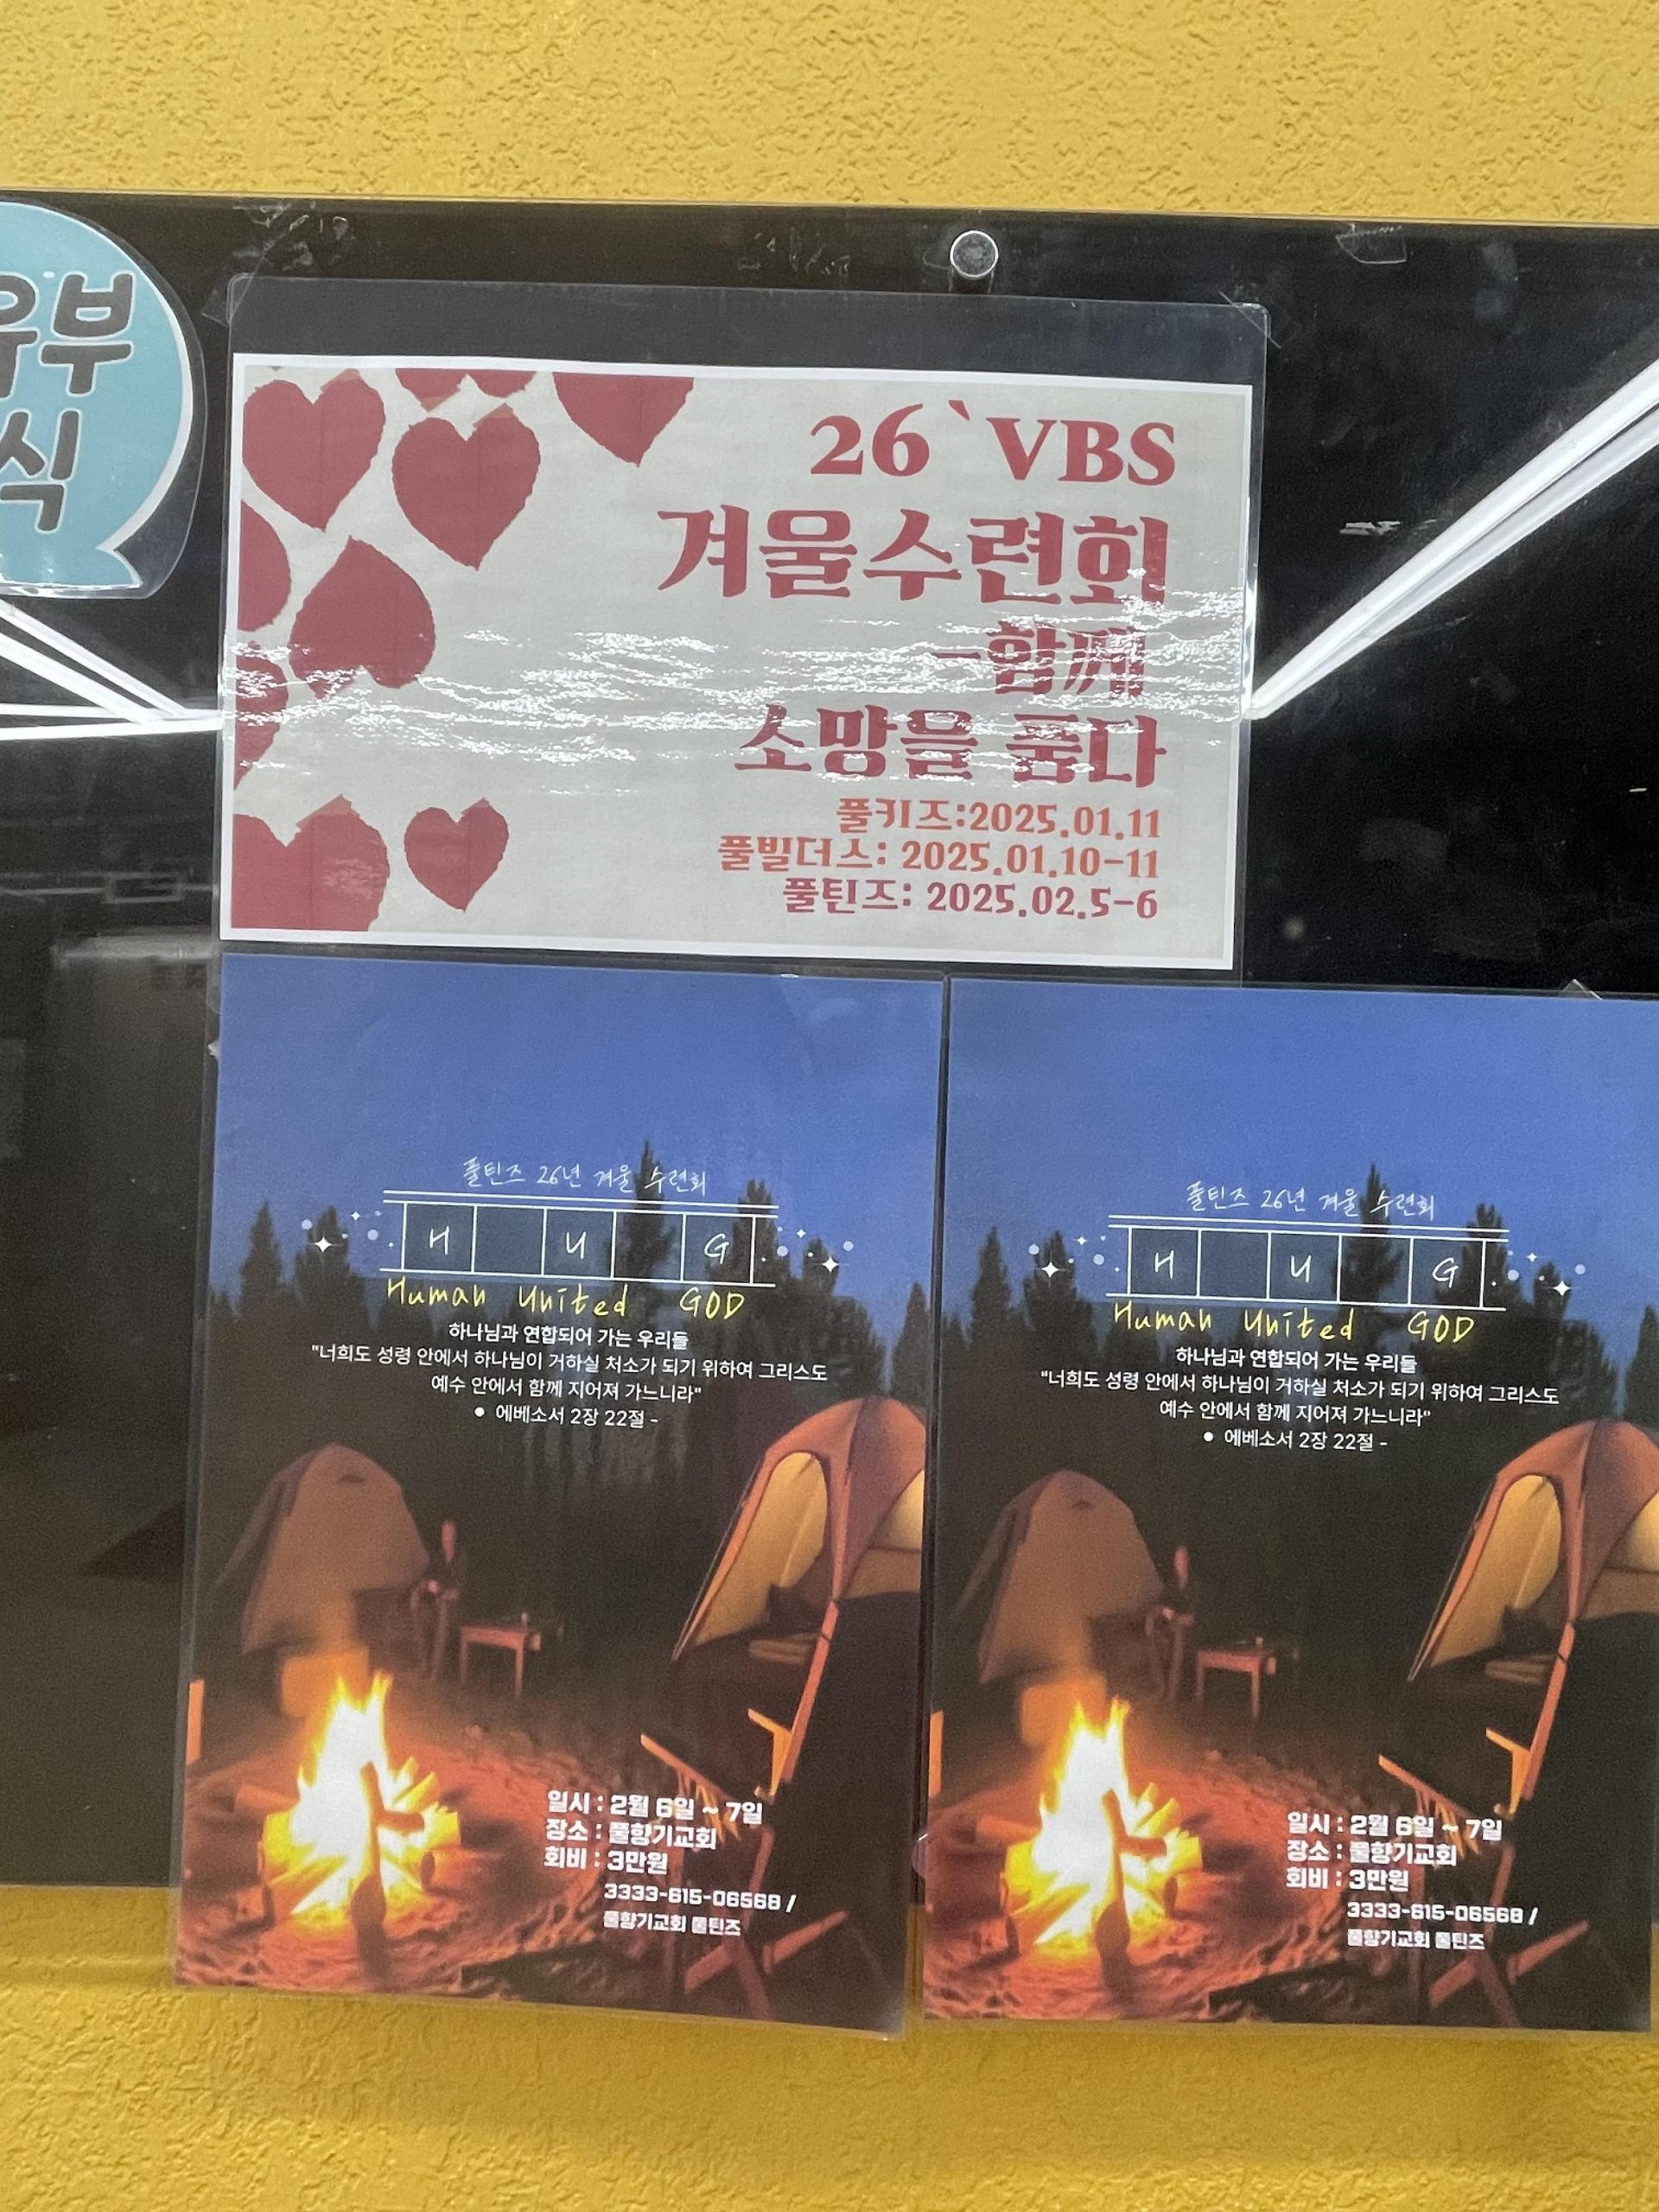 부
식
26`VBS
겨울수련회
-함께
소망을 품다
풀키즈:2025.01.11
풀빌더스: 2025.01.10-11
풀틴즈: 2025.02.5-6
풀틴즈 26년 겨울 수련회
H U G
Human United GOD
하나님과 연합되어 가는 우리들
"너희도 성령 안에서 하나님이 거하실 처소가 되기 위하여 그리스도
예수 안에서 함께 지어져 가느니라"
• 에베소서 2장 22절 -
일시 : 2월 6일 ~ 7일
장소 : 풀향기교회
회비 : 3만원
3333-615-06568 /
풀향기교회 풀틴즈
풀틴즈 26년 겨울 수련회
H U G
Human United GOD
하나님과 연합되어 가는 우리들
"너희도 성령 안에서 하나님이 거하실 처소가 되기 위하여 그리스도
예수 안에서 함께 지어져 가느니라"
• 에베소서 2장 22절 -
일시 : 2월 6일 ~ 7일
장소 : 풀향기교회
회비 : 3만원
3333-615-06568 /
풀향기교회 풀틴즈